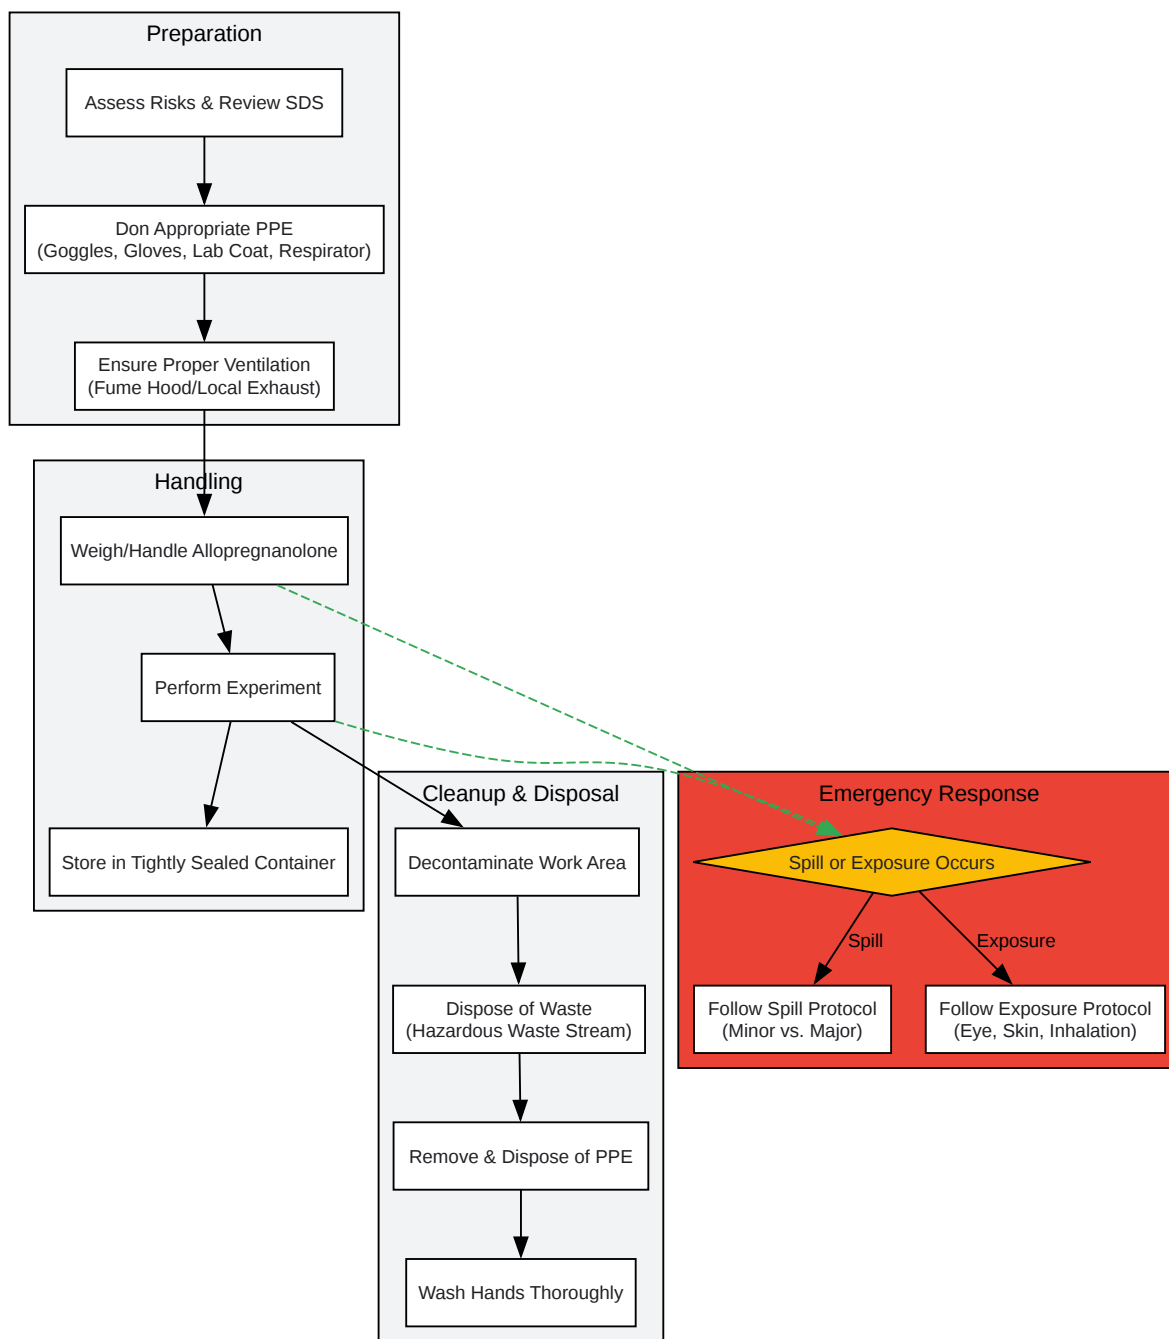 Preparation
Assess Risks & Review SDS
Don Appropriate PPE
(Goggles, Gloves, Lab Coat, Respirator)
Ensure Proper Ventilation
(Fume Hood/Local Exhaust)
Handling
Weigh/Handle Allopregnanolone
Perform Experiment
Store in Tightly Sealed Container
Cleanup & Disposal
Decontaminate Work Area
Dispose of Waste
(Hazardous Waste Stream)
Remove & Dispose of PPE
Wash Hands Thoroughly
Emergency Response
Spill or Exposure Occurs
Spill
Exposure
Follow Spill Protocol
(Minor vs. Major)
Follow Exposure Protocol
(Eye, Skin, Inhalation)